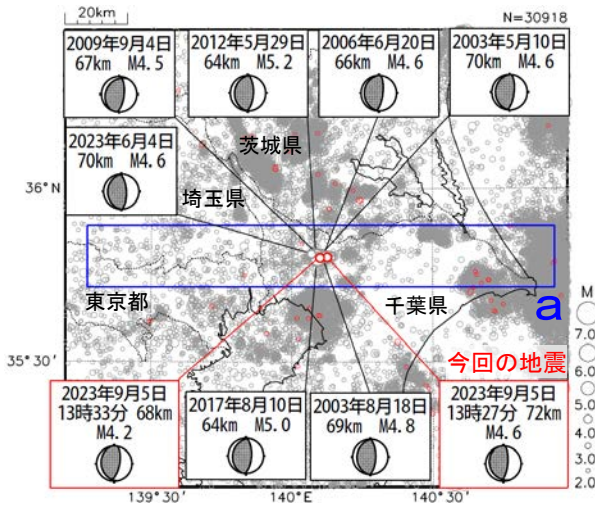 20km
N=30918
2009年9月4日
67km M4.5
2012年5月29日
64km M5.2
2006年6月20日
66km M4.6
2003年5月10日
70km M4.6
2023年6月4日
70km M4.6
茨城県
36°N
埼玉県
東京都
千葉県
a
M
7.0
6.0
5.0
4.0
3.0
2.0
35°30'
今回の地震
2023年9月5日
13時33分 68km
M4.2
2017年8月10日
64km M5.0
2003年8月18日
69km M4.8
2023年9月5日
13時27分 72km
M4.6
139°30'
140°E
140°30'